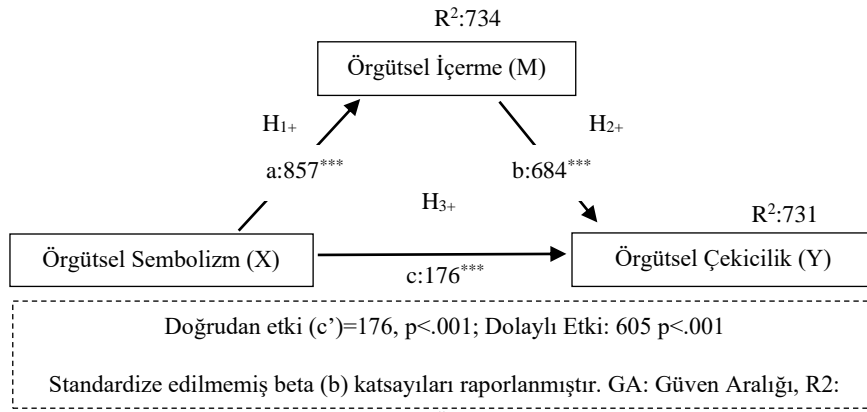 R²:734
Örgütsel İçerme (M)
H1+
H2+
a:857***
b:684***
H3+
R²:731
Örgütsel Sembolizm (X)
Örgütsel Çekicilik (Y)
c:176***
Doğrudan etki (c’)=176, p<.001; Dolaylı Etki: 605 p<.001
Standardize edilmemiş beta (b) katsayıları raporlanmıştır. GA: Güven Aralığı, R2: